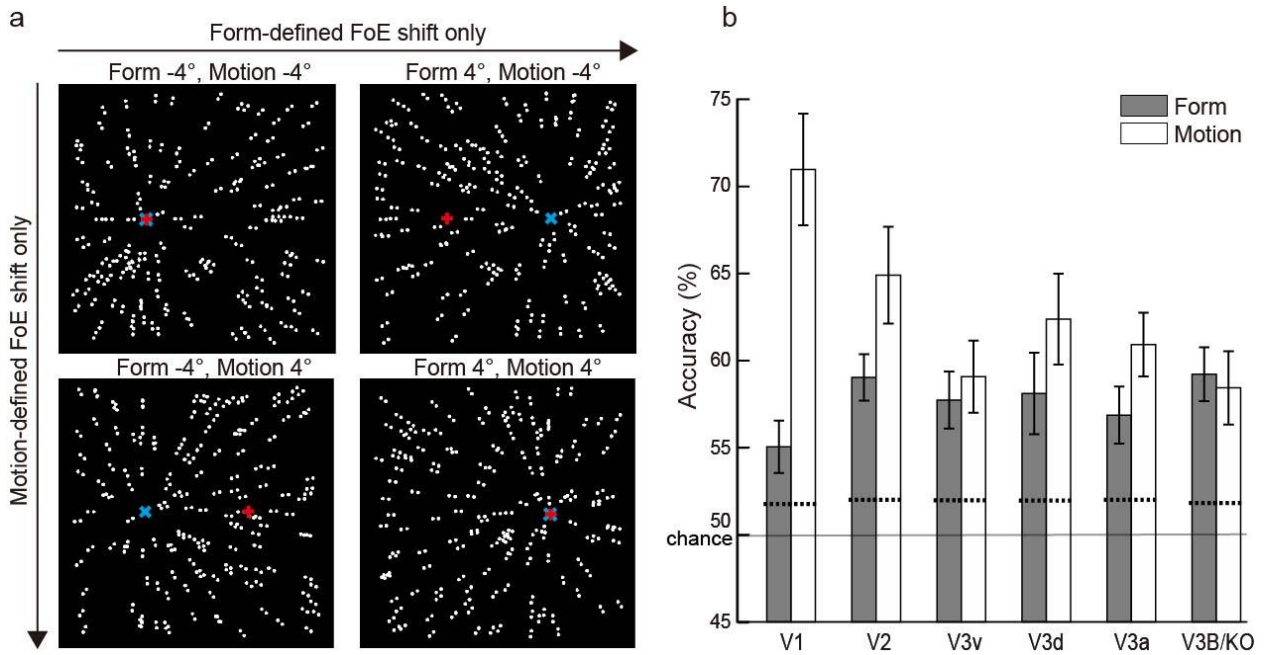 a
Form-defined FoE shift only
Motion-defined FoE shift only
Form -4°, Motion -4°
Form 4°, Motion -4°
Form -4°, Motion 4°
Form 4°, Motion 4°
b
Form
Motion
Accuracy (%)
75
70
65
60
55
50
chance
45
V1 V2 V3v V3d V3a V3B/KO